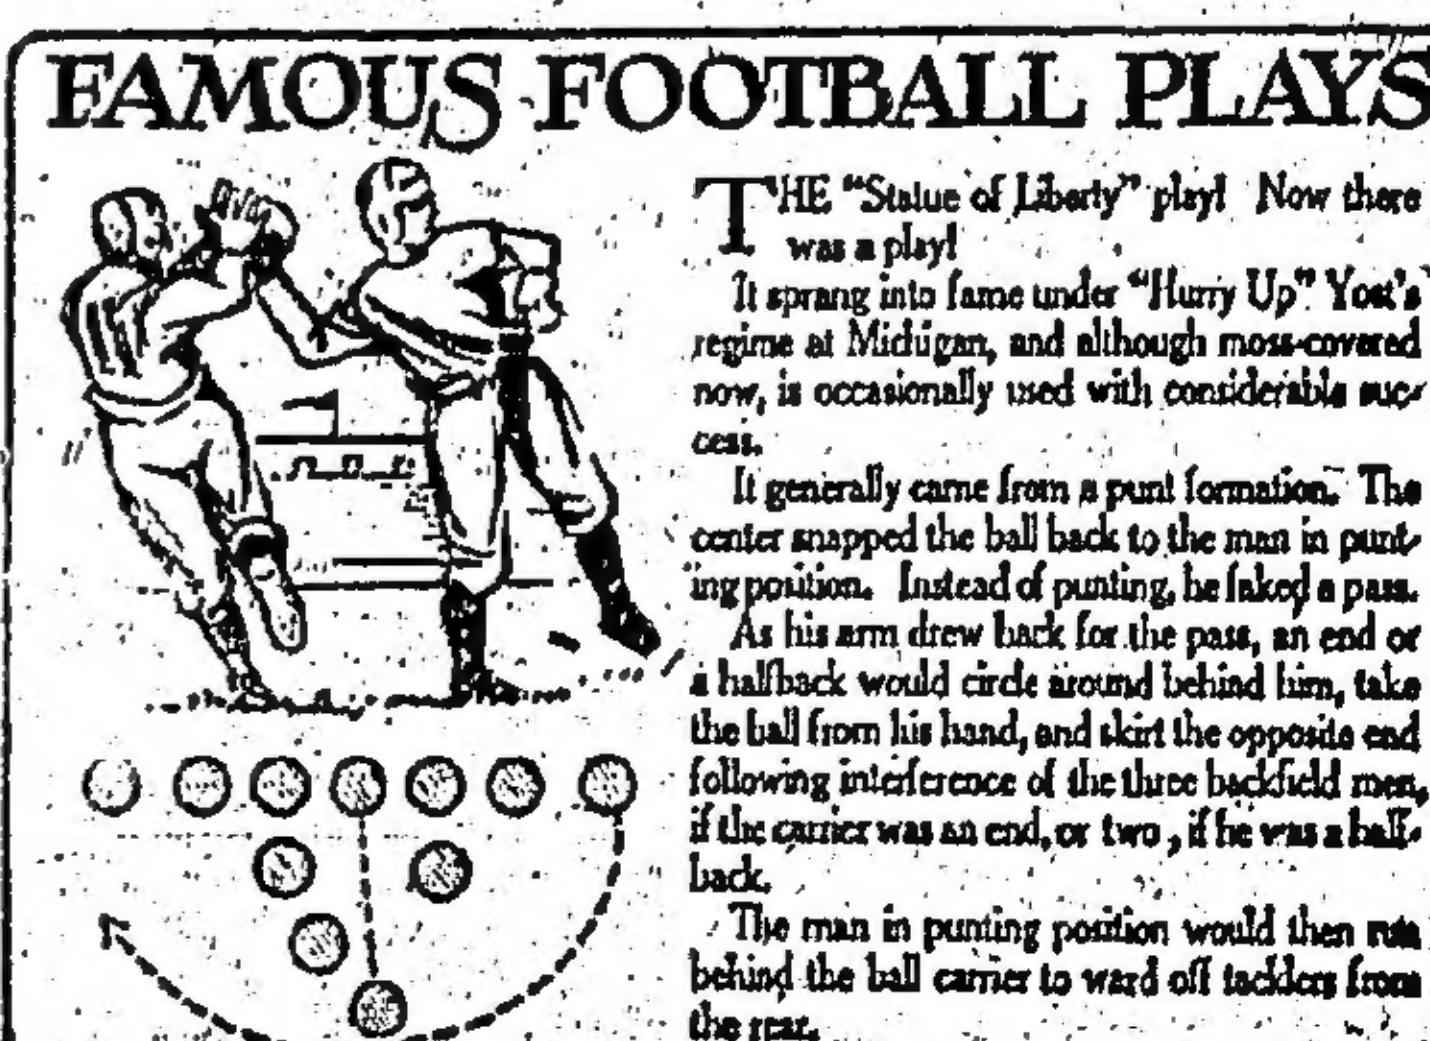 FAMOUS FOOTBALL PLAYS
THE "Statue of Liberty" play! Now there
was a play!
It sprang into fame under "Hurry Up" Yost's
regime at Michigan, and although moss-covered
now, is occasionally used with considerable suc-
cess.
It generally came from a punt formation. The
center snapped the ball back to the man in punt-
ing position. Instead of punting, he faked a pass.
As his arm drew back for the pass, an end or
a halfback would circle around behind him, take
the ball from his hand, and skirt the opposite end
following interference of the three backfield men,
if the carrier was an end, or two, if he was a half-
back.
The man in punting position would then run
behind the ball carrier to ward off tacklers from
the rear.